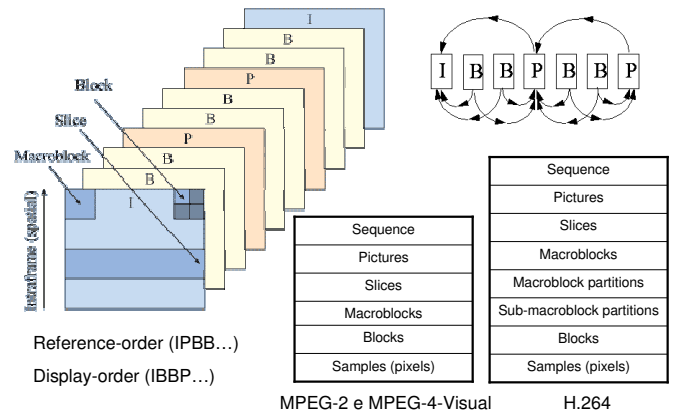 I
B
B
P
B
B
P
B
B
I
Block
Slice
Macroblock
Intraframe (spatial)
I B B P B B P
Reference-order (IPBB...)
Display-order (IBBP...)
Sequence
Pictures
Slices
Macroblocks
Blocks
Samples (pixels)
MPEG-2 e MPEG-4-Visual
Sequence
Pictures
Slices
Macroblocks
Macroblock partitions
Sub-macroblock partitions
Blocks
Samples (pixels)
H.264